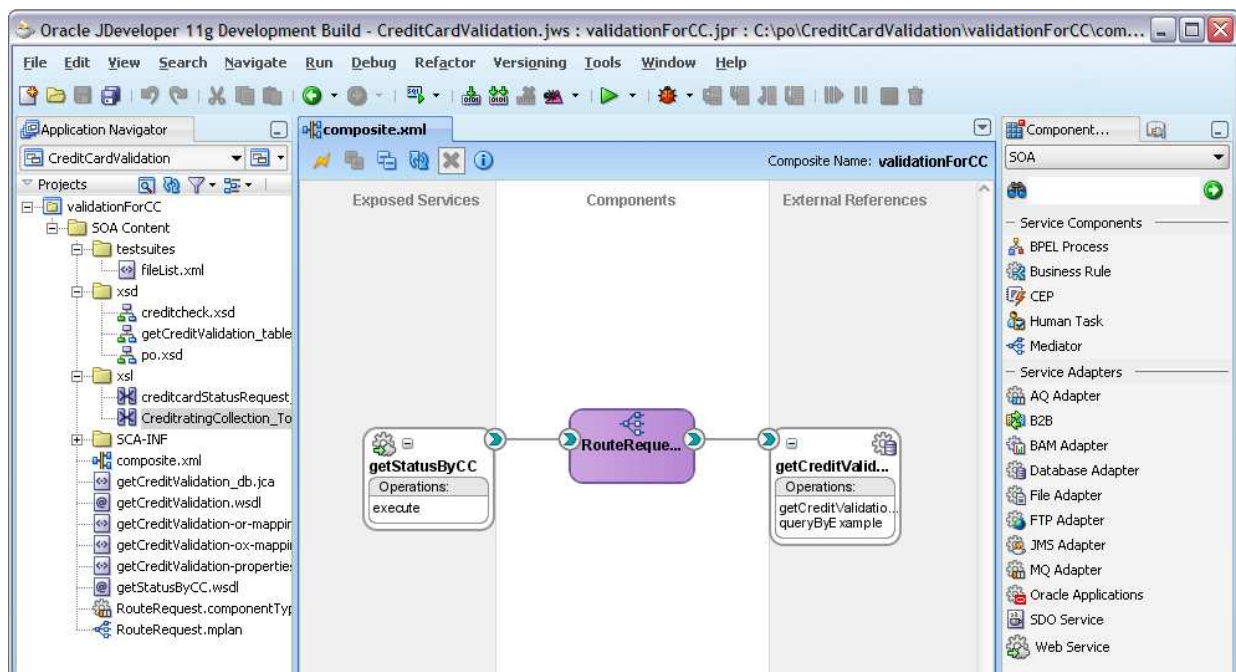 Oracle JDeveloper 11g Development Build - CreditCardValidation.jws : validationForCC.jpr : C:\po\CreditCardValidation\validationForCC\com...
File Edit View Search Navigate Run Debug Refactor Versioning Tools Window Help
Application Navigator
CreditCardValidation
Projects
validationForCC
SOA Content
testsuites
fileList.xml
xsd
creditcheck.xsd
getCreditValidation_table
po.xsd
xsl
creditcardStatusRequest_
CreditratingCollection_To
SCA-INF
composite.xml
getCreditValidation_db.jca
getCreditValidation.wsdl
getCreditValidation-or-mappin
getCreditValidation-ox-mappin
getCreditValidation-properties
getStatusByCC.wsdl
RouteRequest.componentTyp
RouteRequest.mplan
composite.xml
Composite Name: validationForCC
Exposed Services
Components
External References
getStatusByCC
Operations:
execute
RouteReque...
getCreditValid...
Operations:
getCreditValidatio...
queryByExample
Component...
SOA
Service Components
BPEL Process
Business Rule
CEP
Human Task
Mediator
Service Adapters
AQ Adapter
B2B
BAM Adapter
Database Adapter
File Adapter
FTP Adapter
JMS Adapter
MQ Adapter
Oracle Applications
SDO Service
Web Service